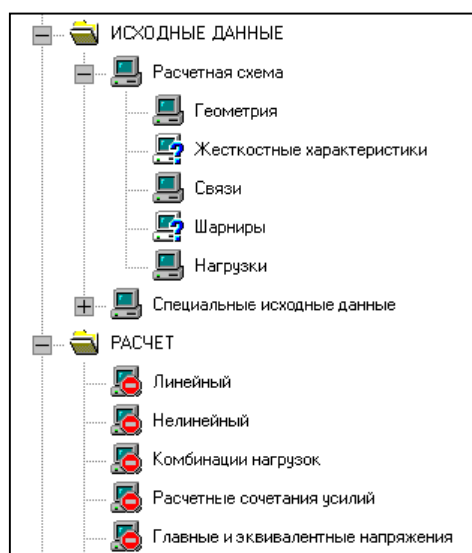 ИСХОДНЫЕ ДАННЫЕ
Расчетная схема
Геометрия
Жесткостные характеристики
Связи
Шарниры
Нагрузки
Специальные исходные данные
РАСЧЕТ
Линейный
Нелинейный
Комбинации нагрузок
Расчетные сочетания усилий
Главные и эквивалентные напряжения